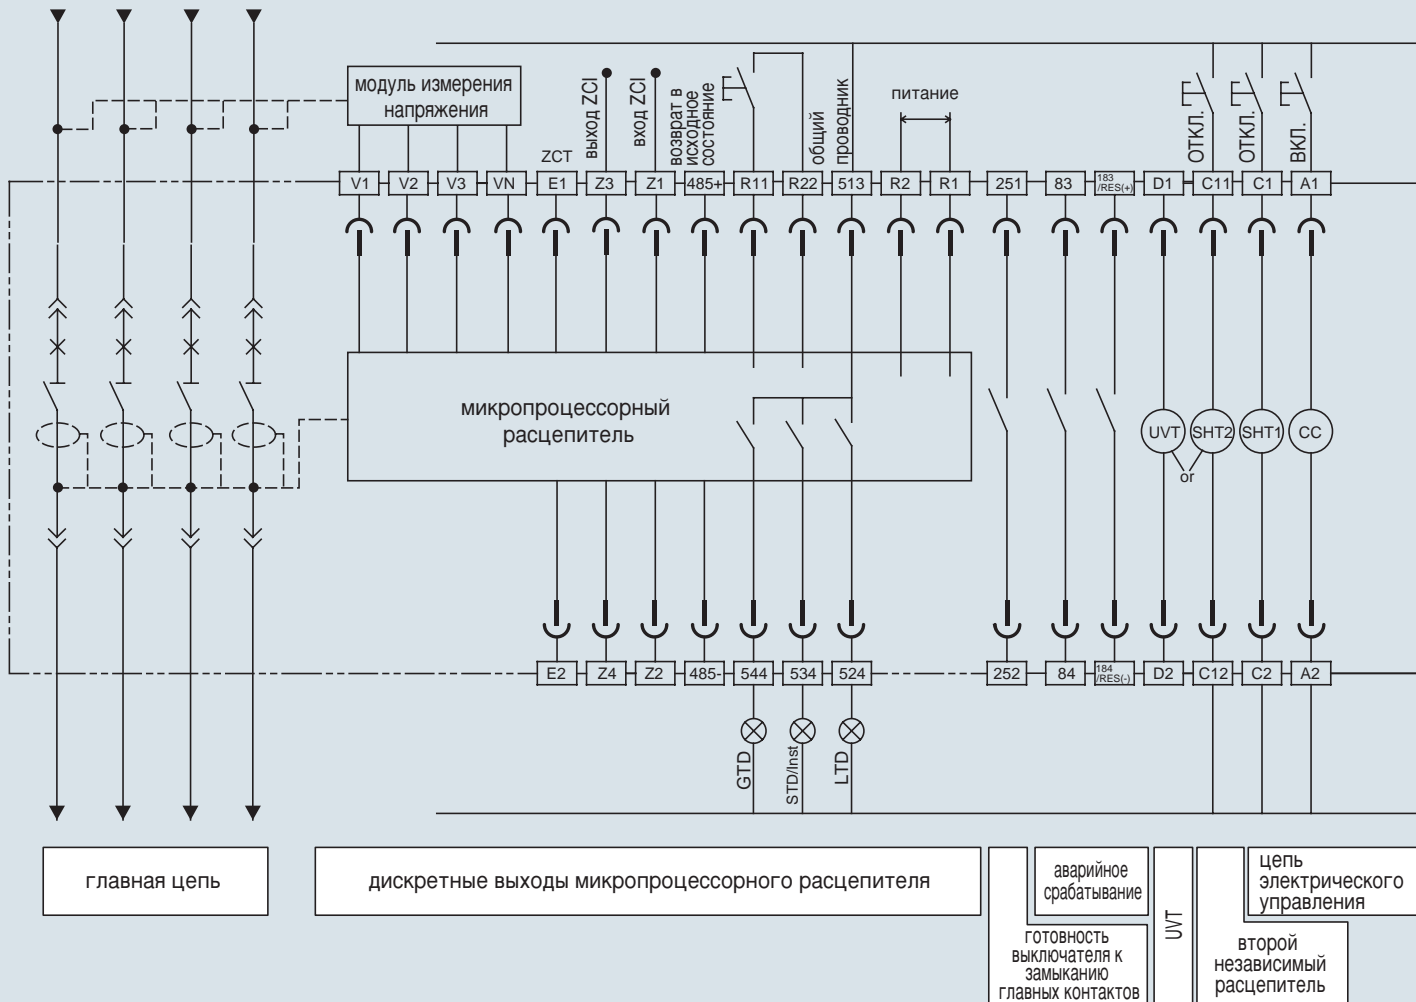 модуль измерения
напряжения
ZCT
выход ZCI
вход ZCI
возврат в
исходное
состояние
общий
проводник
питание
ОТКЛ.
ОТКЛ.
ВКЛ.
V1 V2 V3 VN E1 Z3 Z1 485+ R11 R22 513 R2 R1 251 83 183 /RES(+) D1 C11 C1 A1
микропроцессорный
расцепитель
UVT SHT2 SHT1 CC
or
E2 Z4 Z2 485- 544 534 524 252 84 184 /RES(-) D2 C12 C2 A2
GTD
STD/Inst
LTD
главная цепь
дискретные выходы микропроцессорного расцепителя
аварийное
срабатывание
готовность
выключателя к
замыканию
главных контактов
UVT
цепь
электрического
управления
второй
независимый
расцепитель